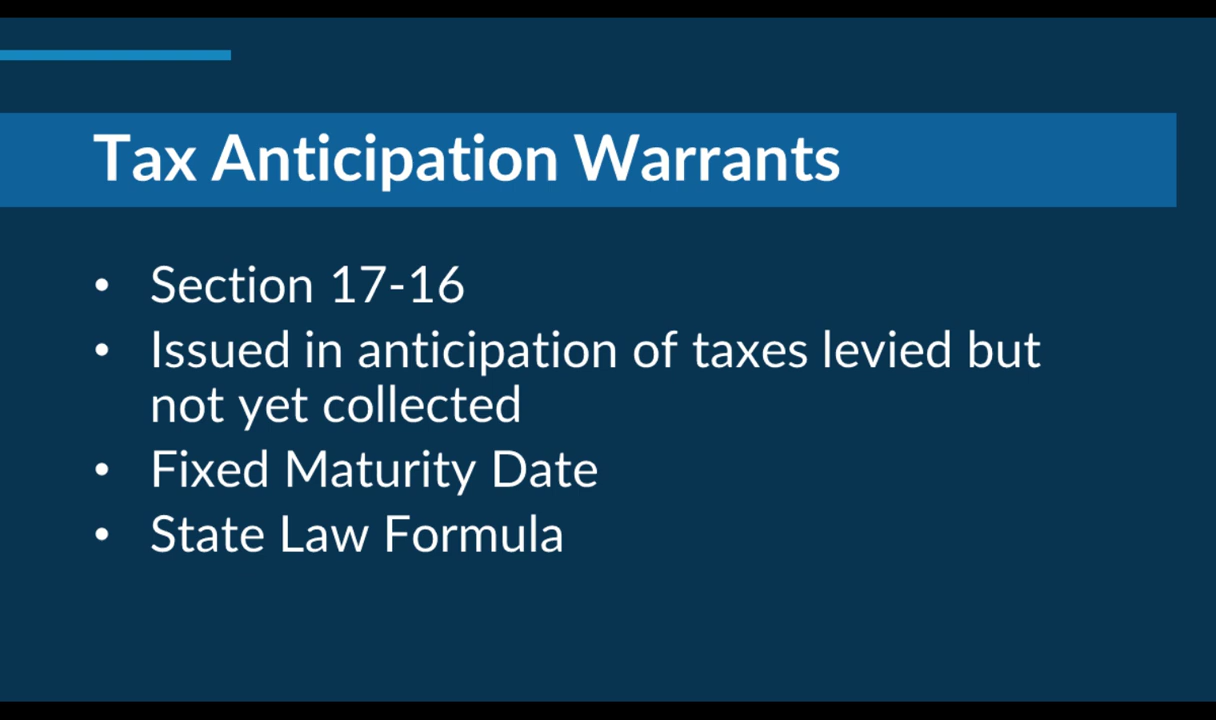 Tax Anticipation Warrants
• Section 17-16
• Issued in anticipation of taxes levied but
not yet collected
• Fixed Maturity Date
• State Law Formula